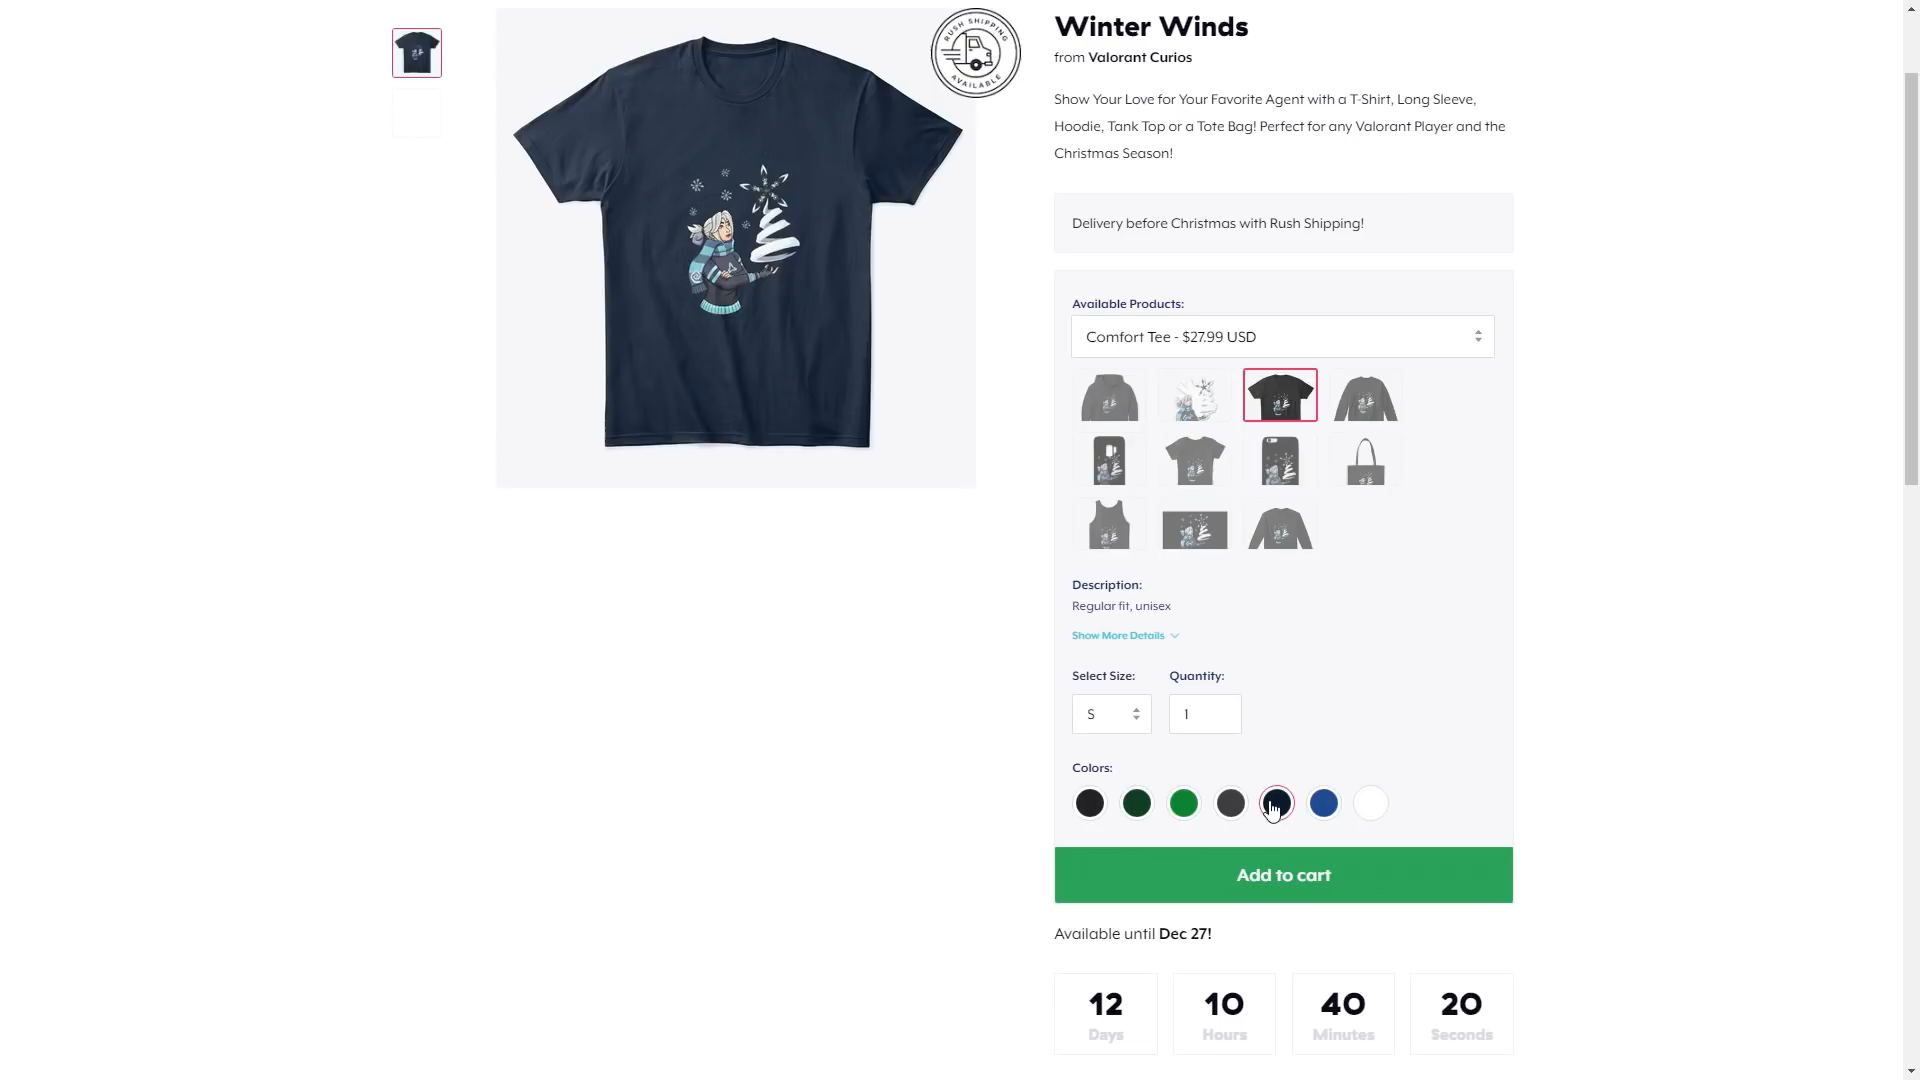 RUSH SHIPPING
AVAILABLE
Winter Winds
from Valorant Curios
Show Your Love for Your Favorite Agent with a T-Shirt, Long Sleeve,
Hoodie, Tank Top or a Tote Bag! Perfect for any Valorant Player and the
Christmas Season!
Delivery before Christmas with Rush Shipping!
Available Products:
Comfort Tee - $27.99 USD
Description:
Regular fit, unisex
Show More Details
Select Size: Quantity:
S 1
Colors:
Add to cart
Available until Dec 27!
12 10 40 20
Days Hours Minutes Seconds